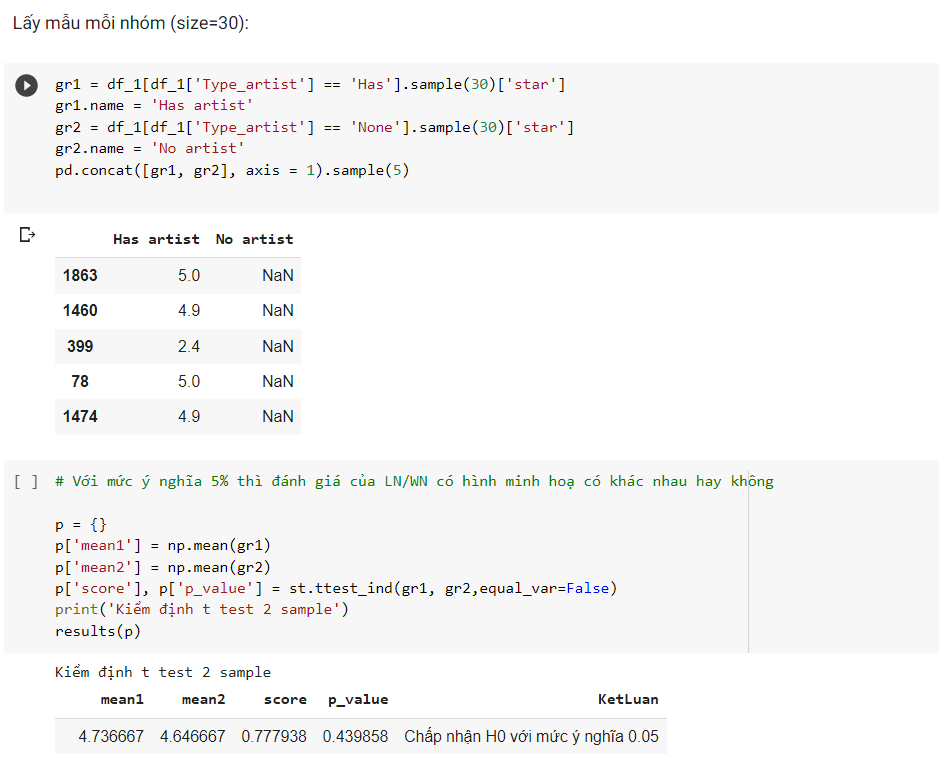 Lấy mẫu mỗi nhóm (size=30):
gr1 = df_1[df_1['Type_artist'] == 'Has'].sample(30)['star']
gr1.name = 'Has artist'
gr2 = df_1[df_1['Type_artist'] == 'None'].sample(30)['star']
gr2.name = 'No artist'
pd.concat([gr1, gr2], axis = 1).sample(5)
Has artist No artist
1863 5.0 NaN
1460 4.9 NaN
399 2.4 NaN
78 5.0 NaN
1474 4.9 NaN
[ ] # Với mức ý nghĩa 5% thì đánh giá của LN/WN có hình minh hoạ có khác nhau hay không
p = {}
p['mean1'] = np.mean(gr1)
p['mean2'] = np.mean(gr2)
p['score'], p['p_value'] = st.ttest_ind(gr1, gr2,equal_var=False)
print('Kiểm định t test 2 sample')
results(p)
Kiểm định t test 2 sample
mean1 mean2 score p_value KetLuan
4.736667 4.646667 0.777938 0.439858 Chấp nhận H0 với mức ý nghĩa 0.05